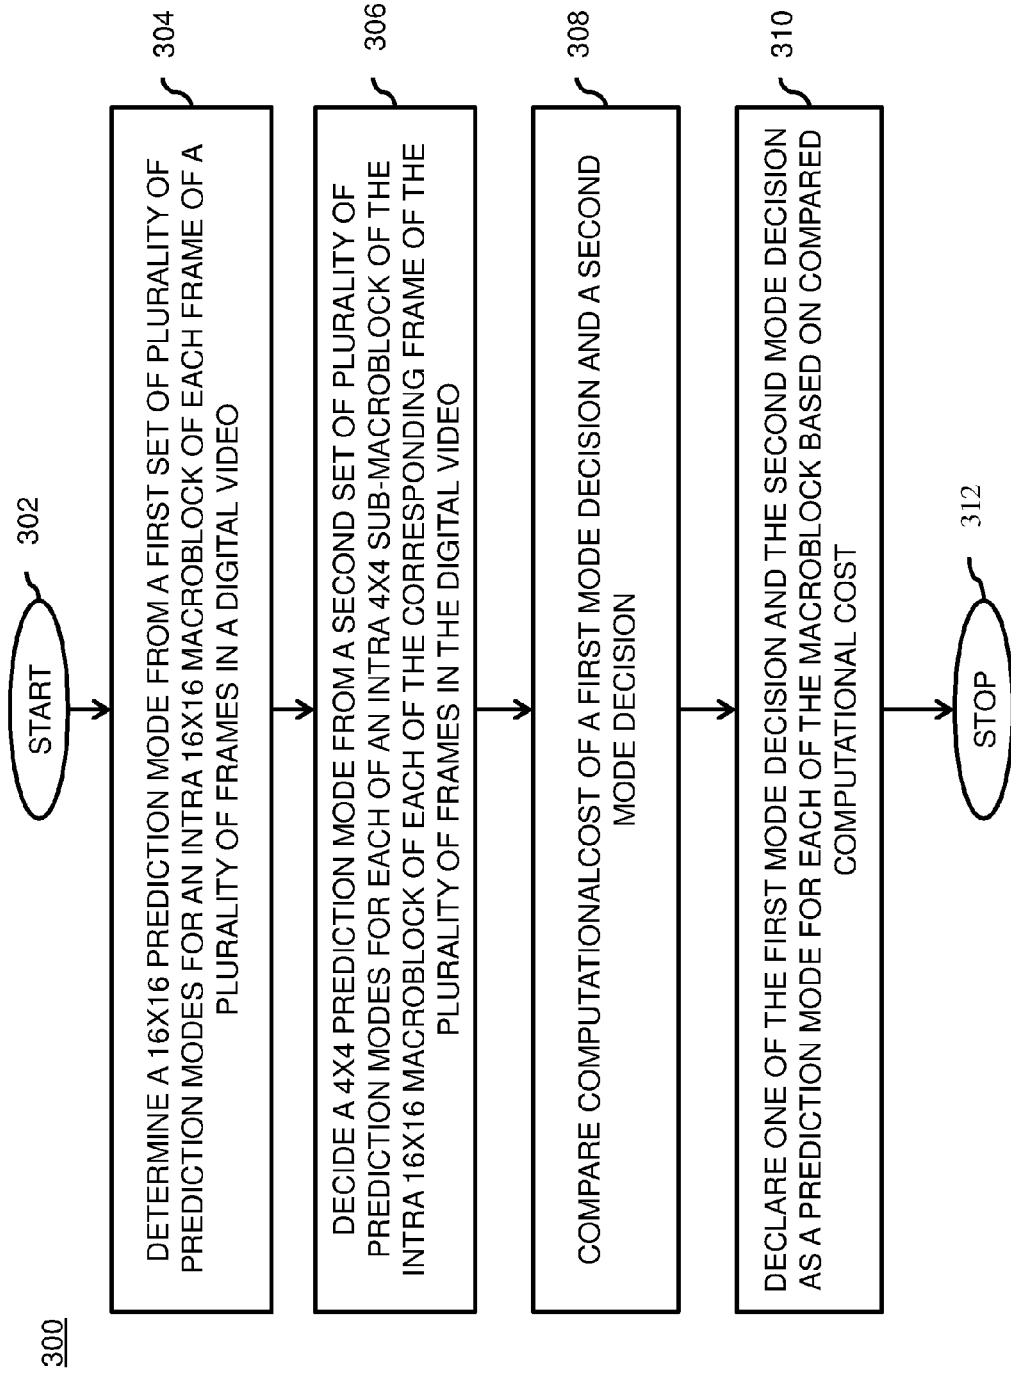 300
START
302
DETERMINE A 16X16 PREDICTION MODE FROM A FIRST SET OF PLURALITY OF
PREDICTION MODES FOR AN INTRA 16X16 MACROBLOCK OF EACH FRAME OF A
PLURALITY OF FRAMES IN A DIGITAL VIDEO
304
DECIDE A 4X4 PREDICTION MODE FROM A SECOND SET OF PLURALITY OF
PREDICTION MODES FOR EACH OF AN INTRA 4X4 SUB-MACROBLOCK OF THE
INTRA 16X16 MACROBLOCK OF EACH OF THE CORRESPONDING FRAME OF THE
PLURALITY OF FRAMES IN THE DIGITAL VIDEO
306
COMPARE COMPUTATIONALCOST OF A FIRST MODE DECISION AND A SECOND
MODE DECISION
308
DECLARE ONE OF THE FIRST MODE DECISION AND THE SECOND MODE DECISION
AS A PREDICTION MODE FOR EACH OF THE MACROBLOCK BASED ON COMPARED
COMPUTATIONAL COST
310
STOP
312